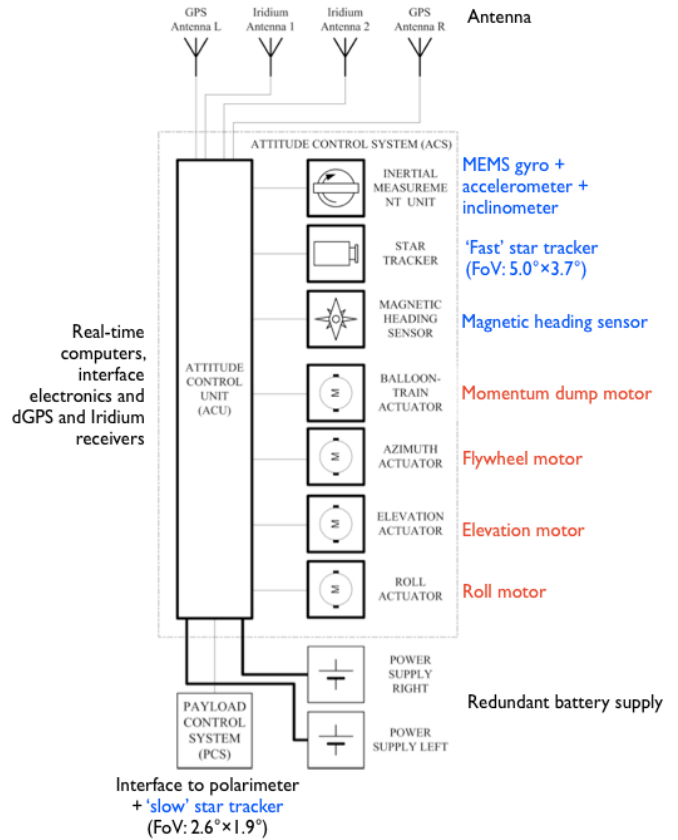 GPS
Antenna L
Iridium
Antenna 1
Iridium
Antenna 2
GPS
Antenna R
Antenna
ATTITUDE CONTROL SYSTEM (ACS)
INERTIAL
MEASUREME
NT UNIT
MEMS gyro +
accelerometer +
inclinometer
STAR
TRACKER
‘Fast’ star tracker
(FoV: 5.0°×3.7°)
MAGNETIC
HEADING
SENSOR
Magnetic heading sensor
Real-time
computers,
interface
electronics and
dGPS and Iridium
receivers
ATTITUDE
CONTROL
UNIT
(ACU)
M
BALLOON-
TRAIN
ACTUATOR
Momentum dump motor
M
AZIMUTH
ACTUATOR
Flywheel motor
M
ELEVATION
ACTUATOR
Elevation motor
M
ROLL
ACTUATOR
Roll motor
POWER
SUPPLY
RIGHT
Redundant battery supply
PAYLOAD
CONTROL
SYSTEM
(PCS)
POWER
SUPPLY LEFT
Interface to polarimeter
+ ‘slow’ star tracker
(FoV: 2.6°×1.9°)